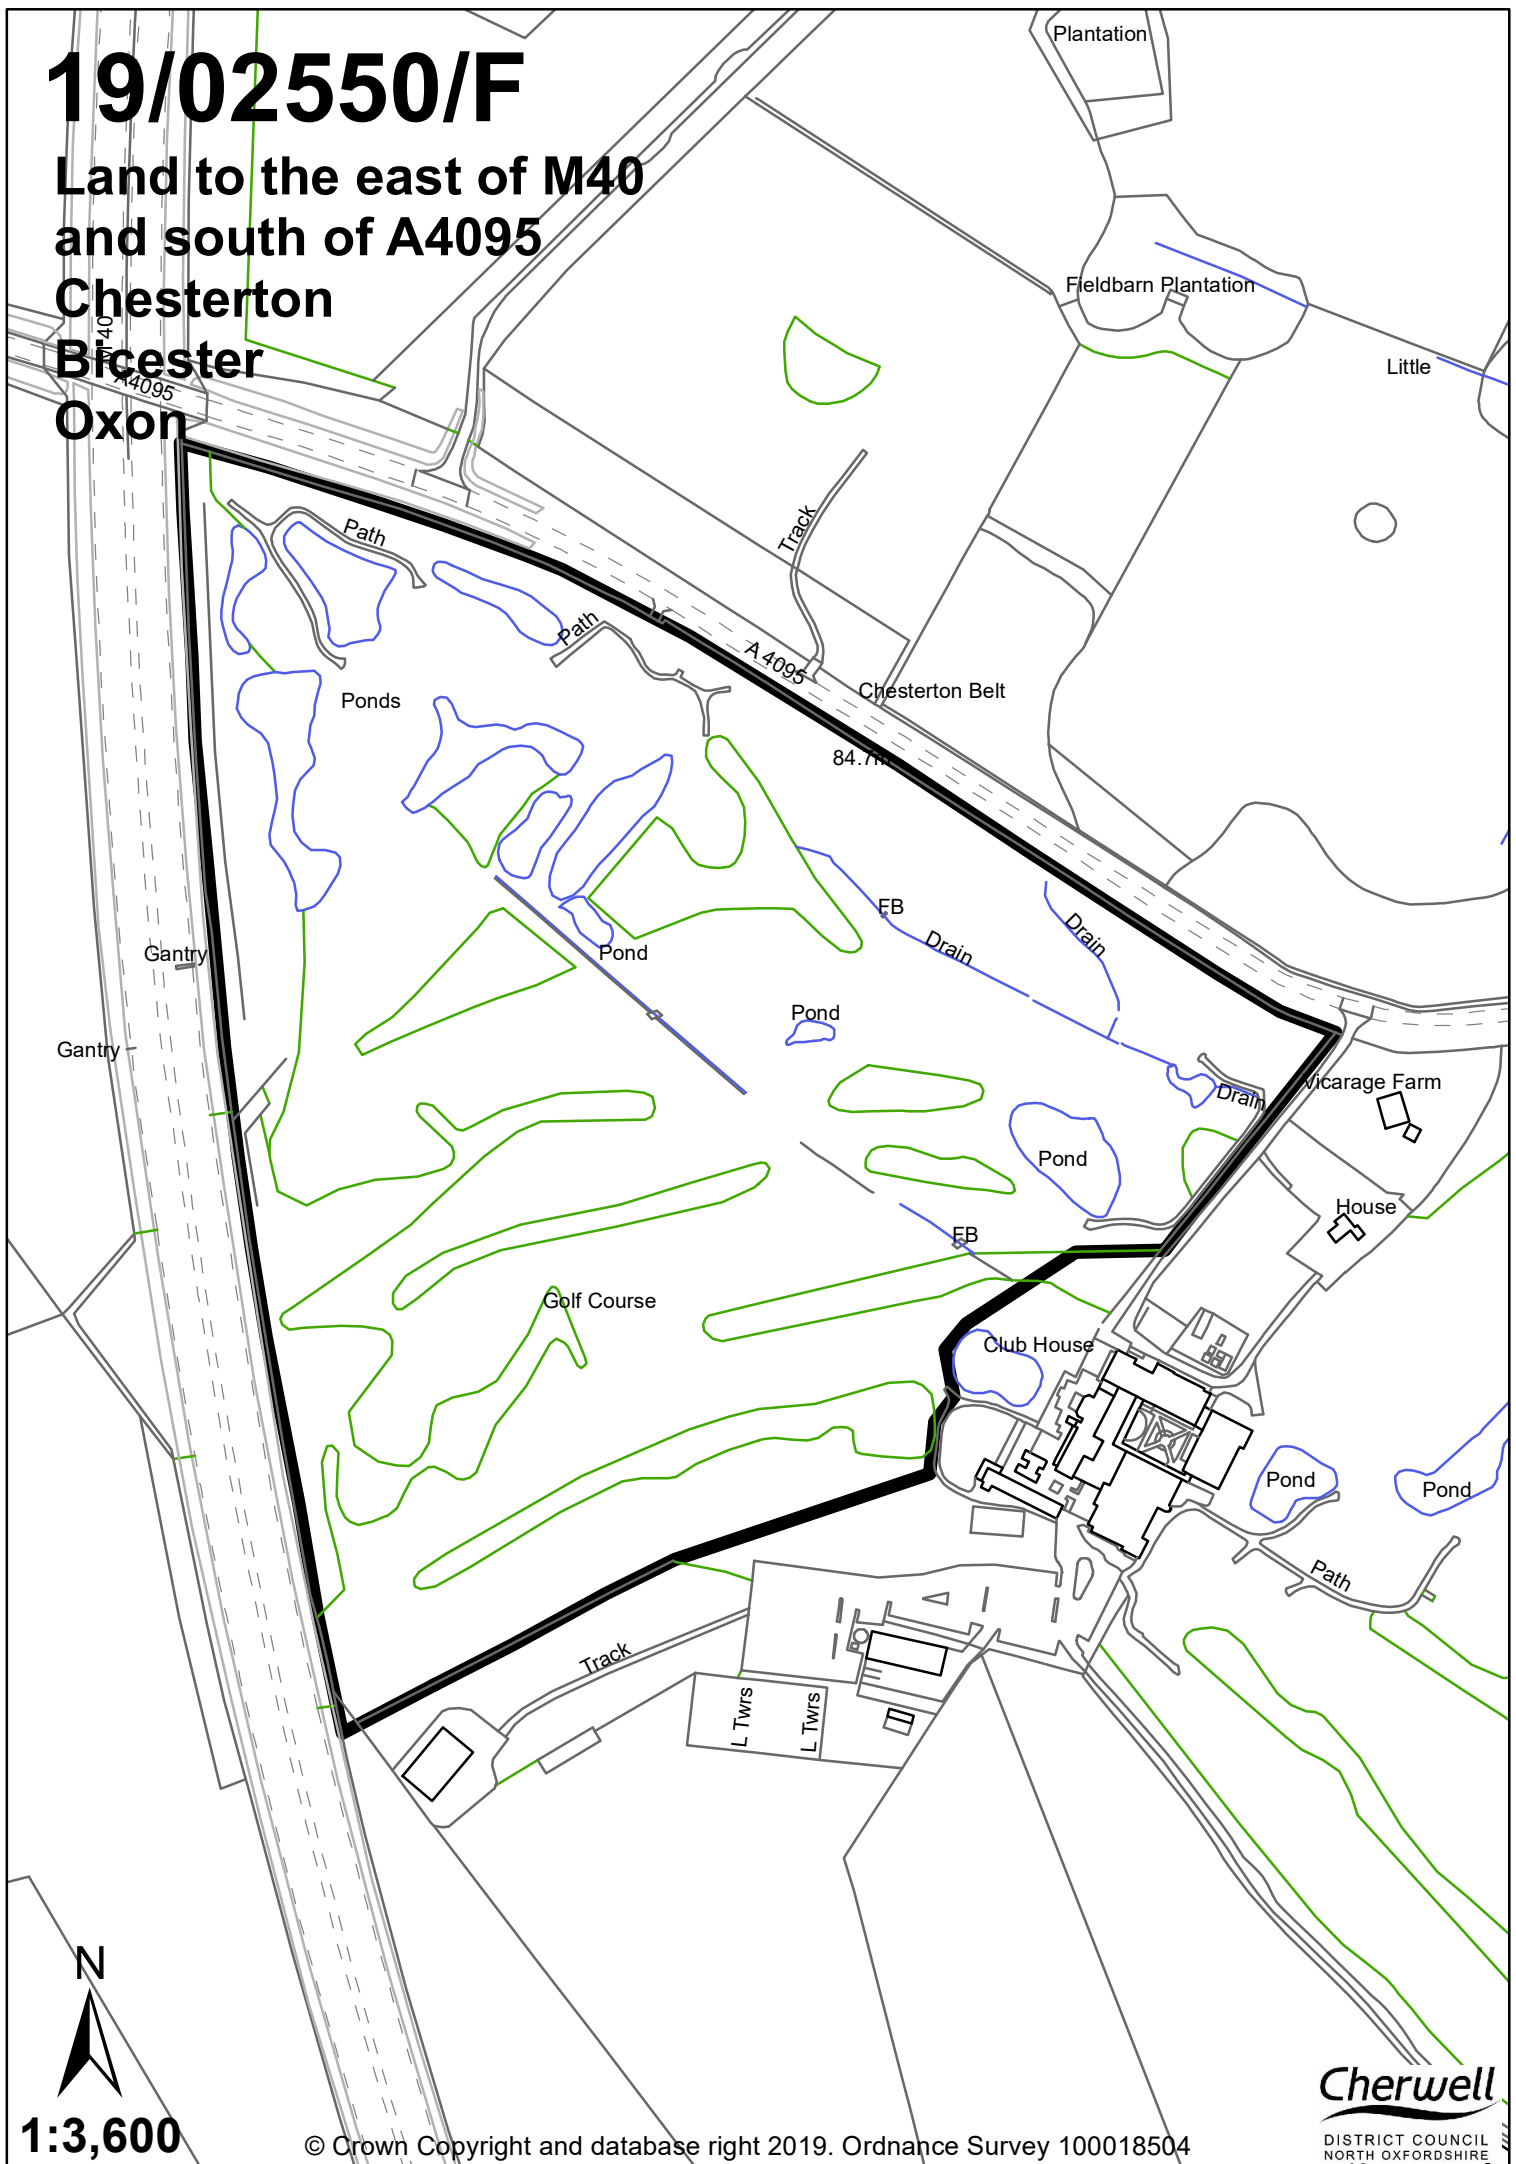 19/02550/F
Land to the east of M40
and south of A4095
Chesterton
Bicester
Oxon
Plantation
Fieldbarn Plantation
Little
M 40
A4095
Path
Track
Path
A 4095
Chesterton Belt
Ponds
84.7m
FB
Drain
Drain
Gantry
Pond
Pond
Gantry
Vicarage Farm
Drain
Pond
House
FB
Golf Course
Club House
Pond
Pond
Path
Track
L Twrs
L Twrs
N
1:3,600
© Crown Copyright and database right 2019. Ordnance Survey 100018504
Cherwell
DISTRICT COUNCIL
NORTH OXFORDSHIRE